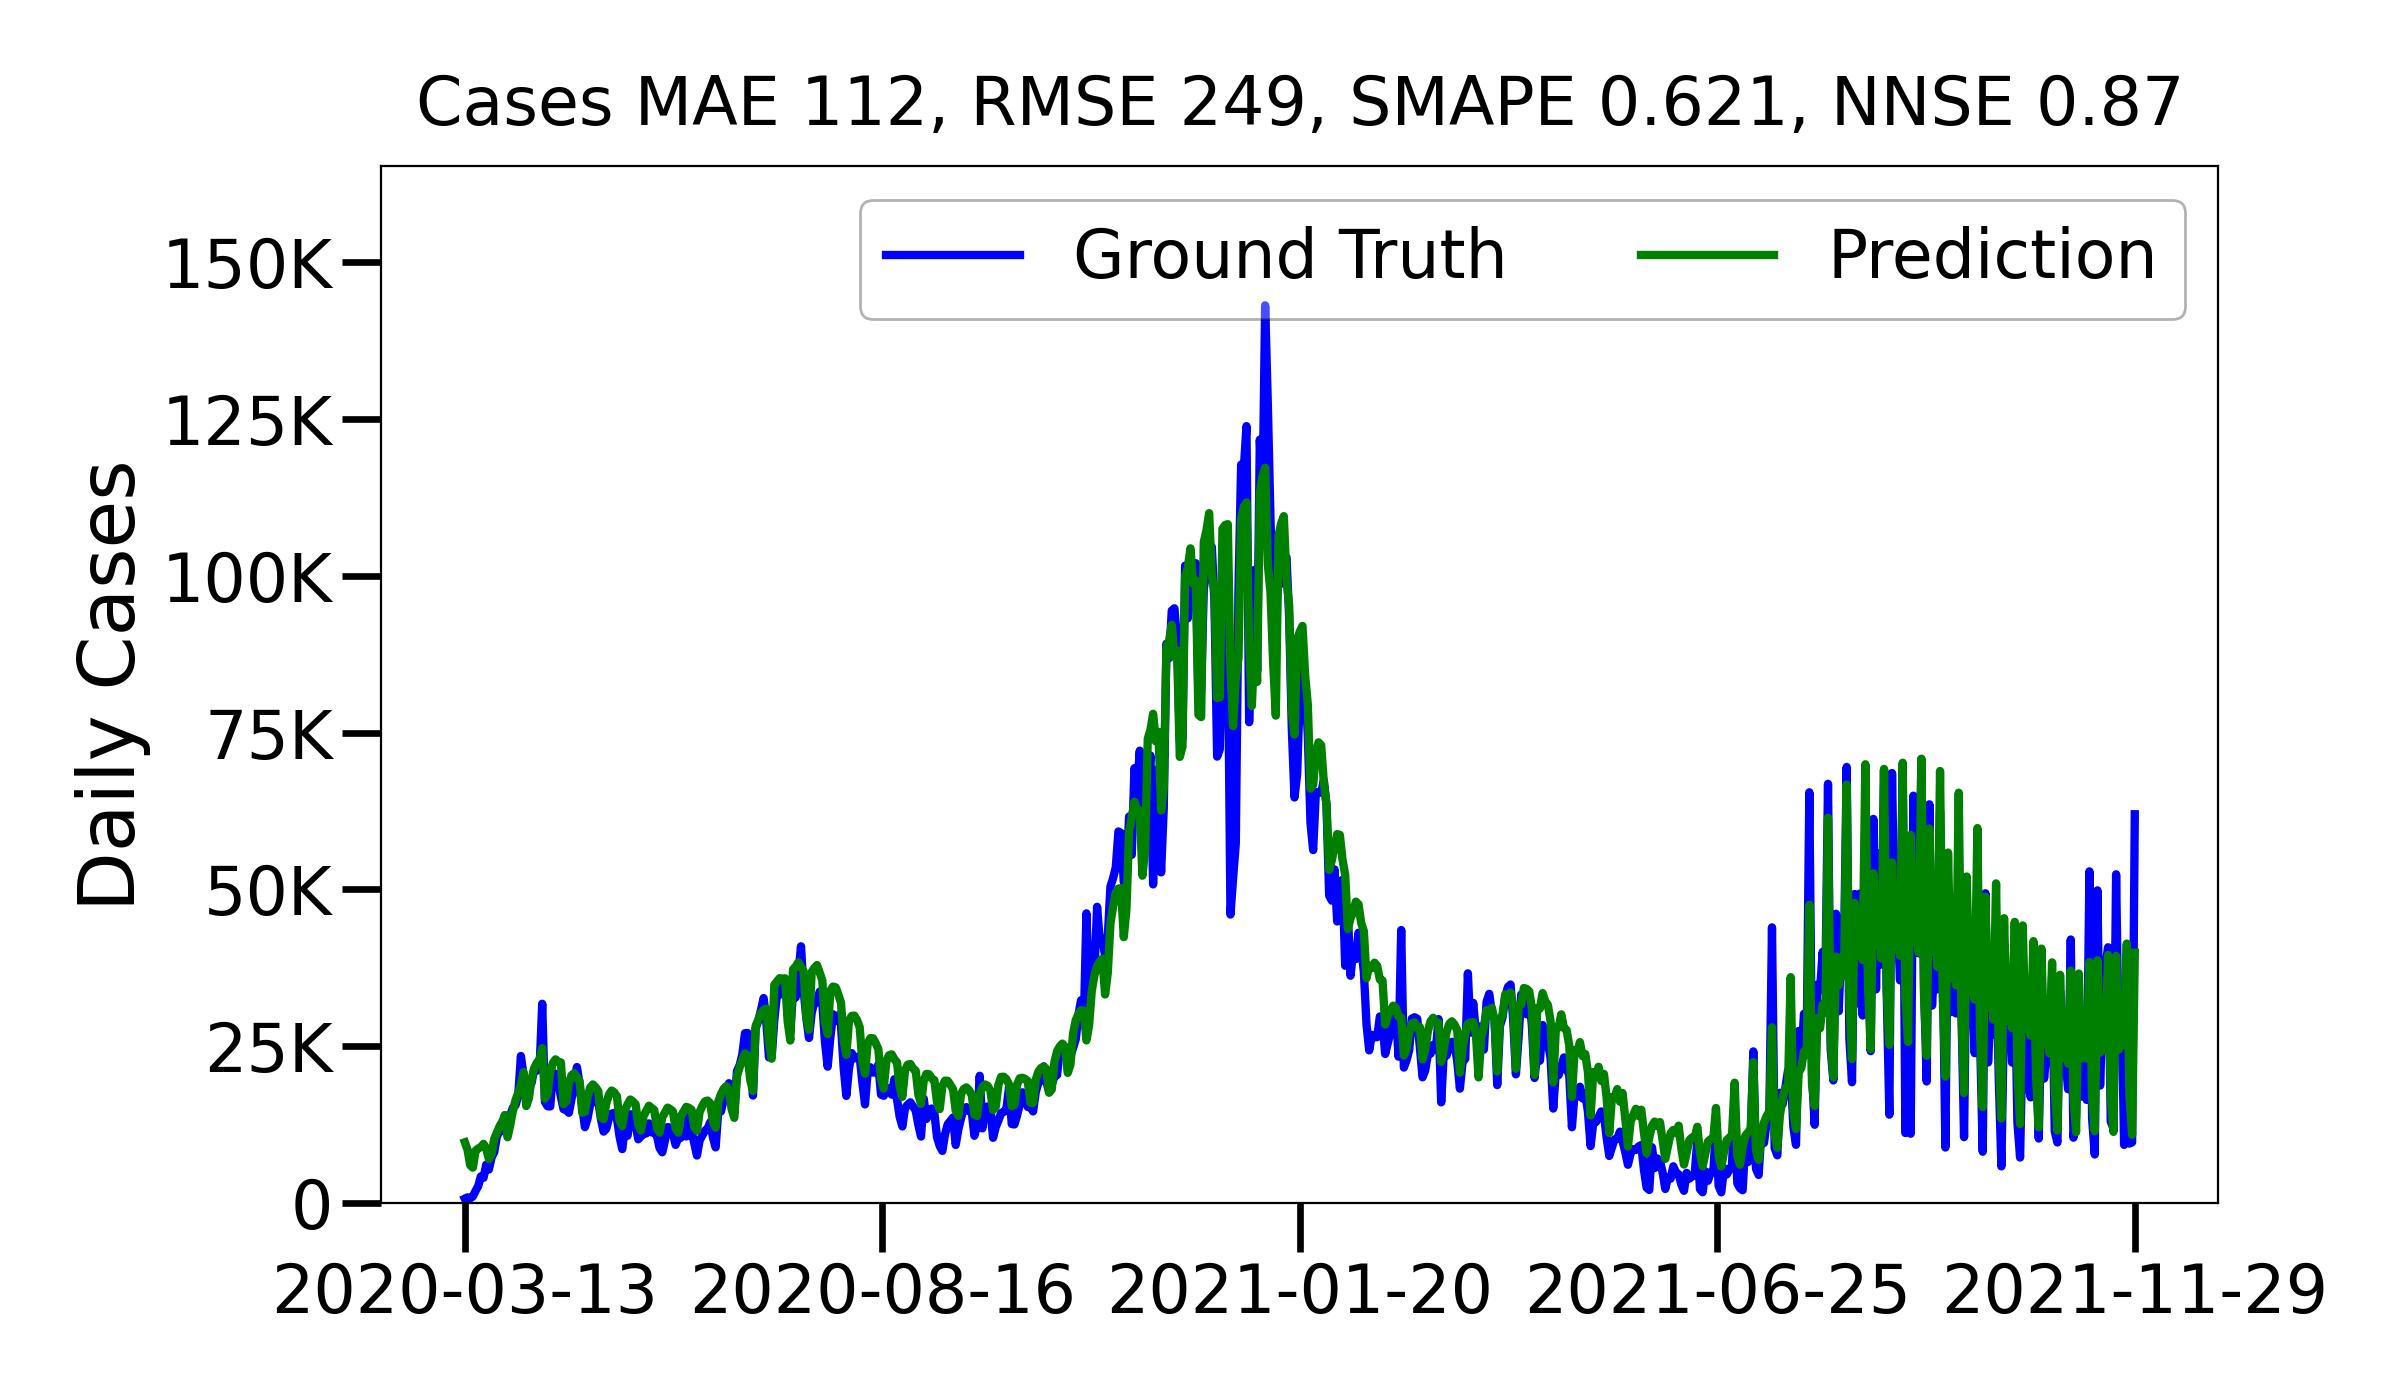 Cases MAE 112, RMSE 249, SMAPE 0.621, NNSE 0.87
Ground Truth
Prediction
Daily Cases
150K
125K
100K
75K
50K
25K
0
2020-03-13
2020-08-16
2021-01-20
2021-06-25
2021-11-29